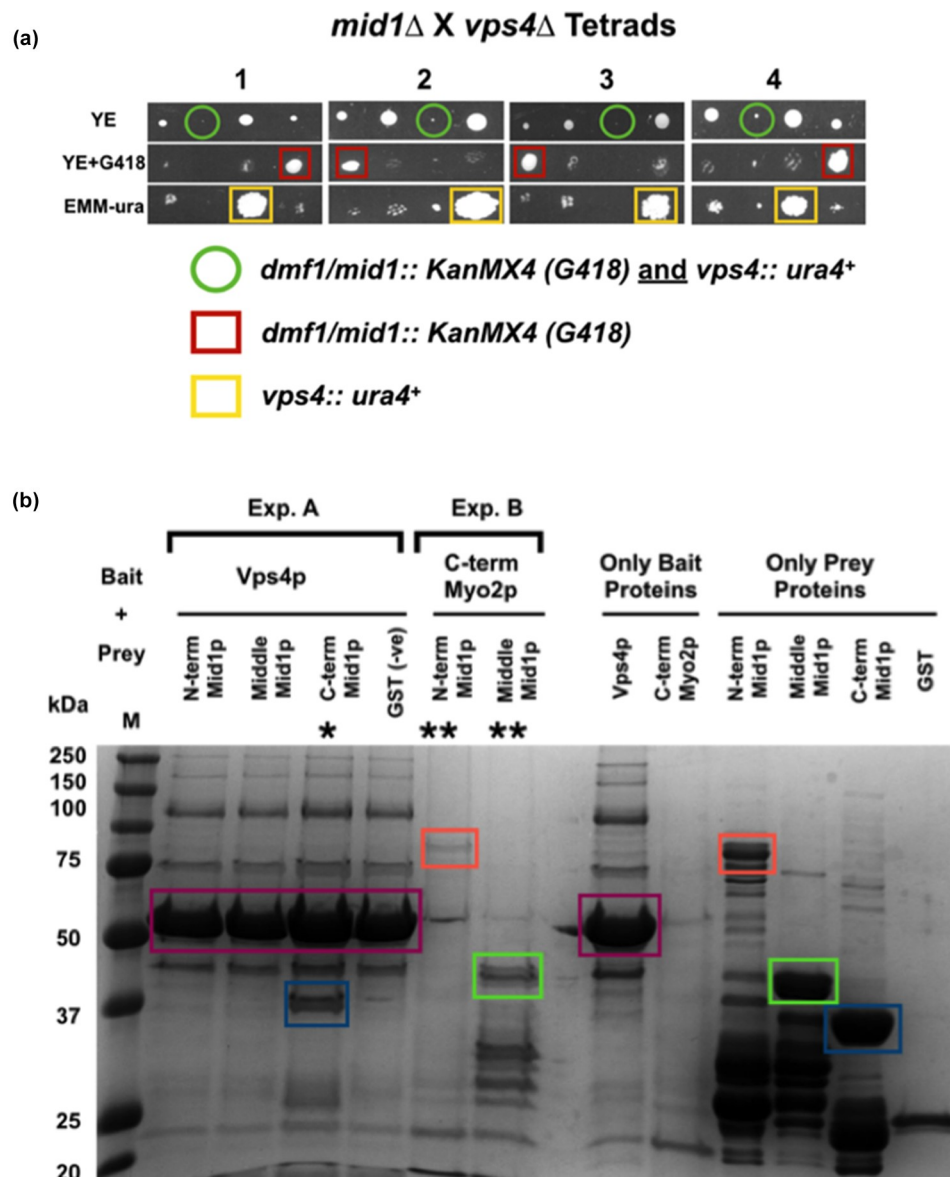 (a)
mid1Δ X vps4Δ Tetrads
1 2 3 4
YE
YE+G418
EMM-ura
dmf1/mid1:: KanMX4 (G418) and vps4:: ura4+
dmf1/mid1:: KanMX4 (G418)
vps4:: ura4+
(b)
Exp. A Exp. B
Bait
+
Prey
Vps4p
C-term
Myo2p
Only Bait
Proteins
Only Prey
Proteins
N-term
Mid1p
Middle
Mid1p
C-term
Mid1p
GST (-ve)
N-term
Mid1p
Middle
Mid1p
Vps4p
C-term
Myo2p
N-term
Mid1p
Middle
Mid1p
C-term
Mid1p
GST
* ** **
kDa
M
250
150
100
75
50
37
25
20